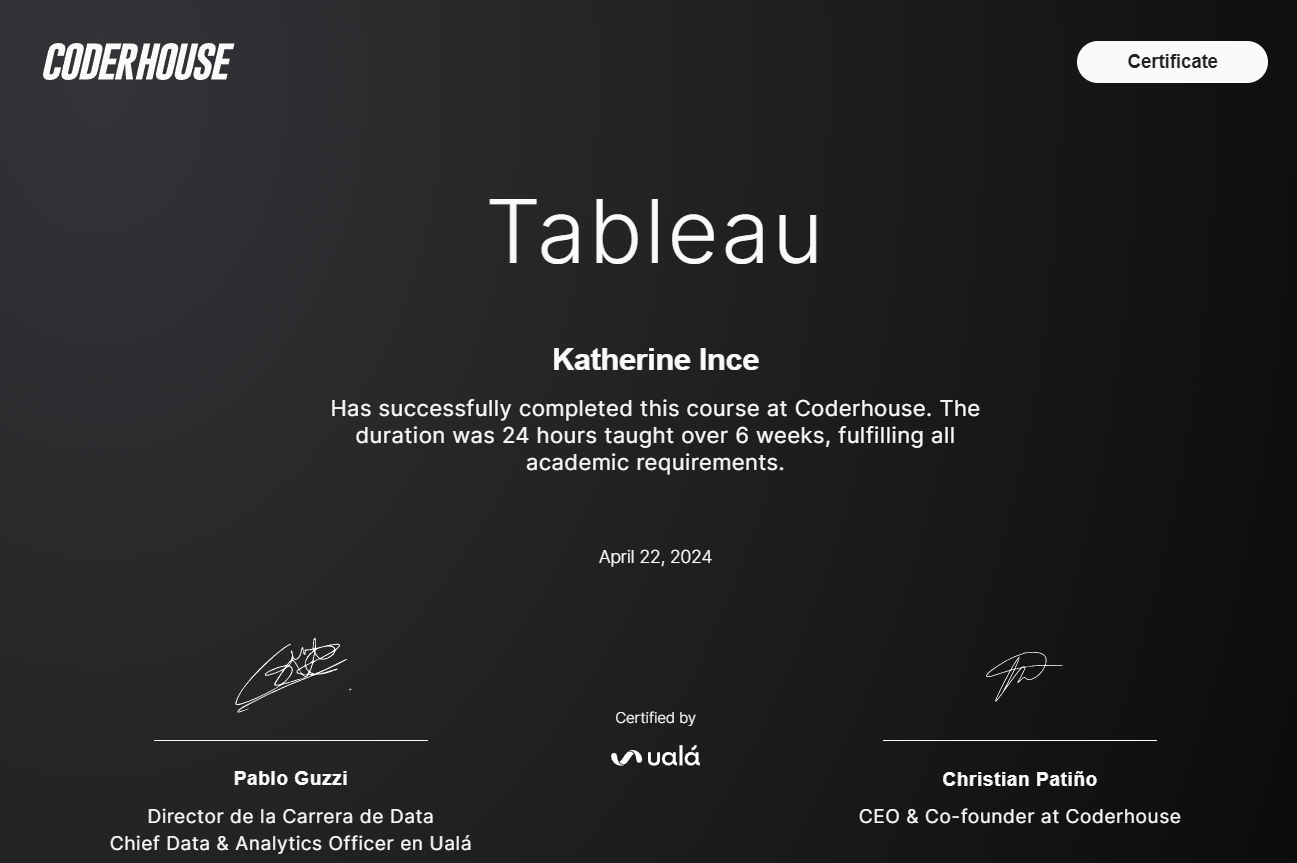 CODERHOUSE
Certificate
Tableau
Katherine Ince
Has successfully completed this course at Coderhouse. The
duration was 24 hours taught over 6 weeks, fulfilling all
academic requirements.
April 22, 2024
Certified by
ualá
Pablo Guzzi
Director de la Carrera de Data
Chief Data & Analytics Officer en Ualá
Christian Patiño
CEO & Co-founder at Coderhouse